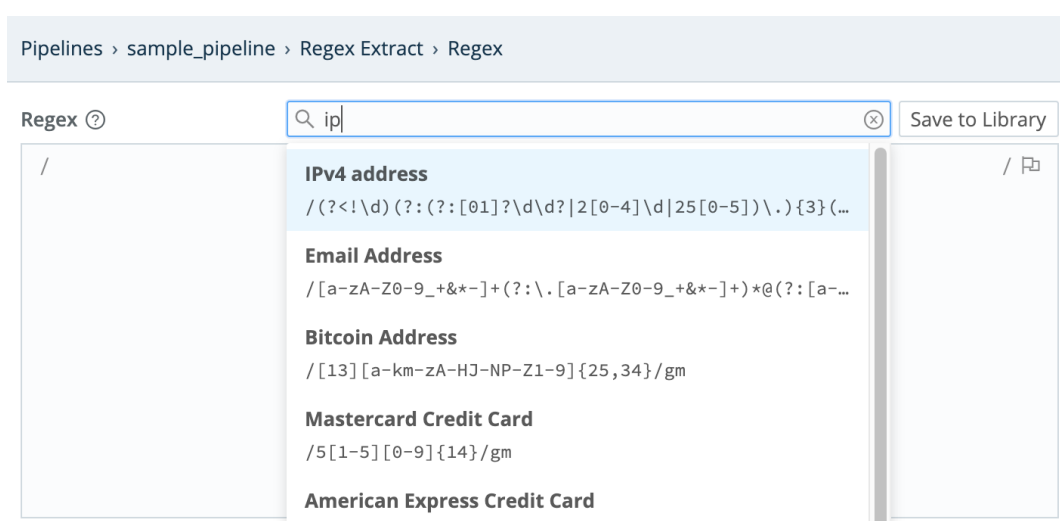 Pipelines › sample_pipeline › Regex Extract › Regex
Regex ? ip Save to Library
/ /
IPv4 address
/(?<!\d)(?:(?:[01]?\d\d?|2[0-4]\d|25[0-5])\.){3}(…
Email Address
/[a-zA-Z0-9_+&*-]+(?:\.[a-zA-Z0-9_+&*-]+)*@(?:[a-…
Bitcoin Address
/[13][a-km-zA-HJ-NP-Z1-9]{25,34}/gm
Mastercard Credit Card
/5[1-5][0-9]{14}/gm
American Express Credit Card